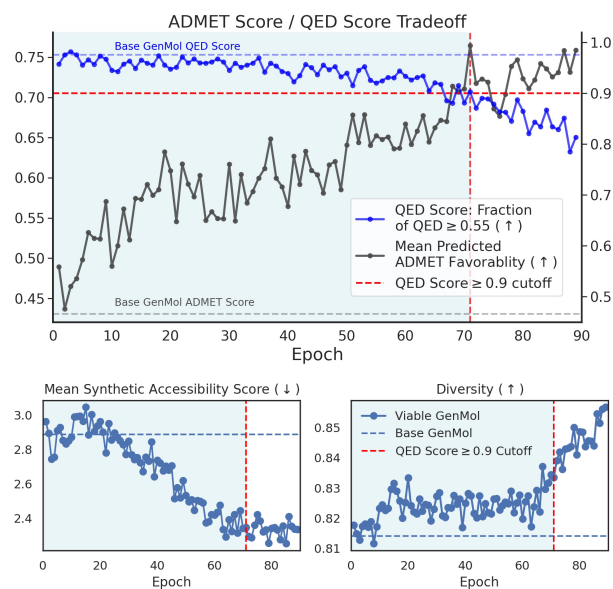 ADMET Score / QED Score Tradeoff
Base GenMol QED Score
0.75
0.70
0.65
0.60
0.55
0.50
0.45
1.0
0.9
0.8
0.7
0.6
0.5
QED Score: Fraction
of QED ≥ 0.55 (↑)
Mean Predicted
ADMET Favorablity (↑)
QED Score ≥ 0.9 cutoff
Base GenMol ADMET Score
0 10 20 30 40 50 60 70 80 90
Epoch
Mean Synthetic Accessibility Score (↓)
3.0
2.8
2.6
2.4
0 20 40 60 80
Epoch
Diversity (↑)
Viable GenMol
Base GenMol
QED Score ≥ 0.9 Cutoff
0.85
0.84
0.83
0.82
0.81
0 20 40 60 80
Epoch